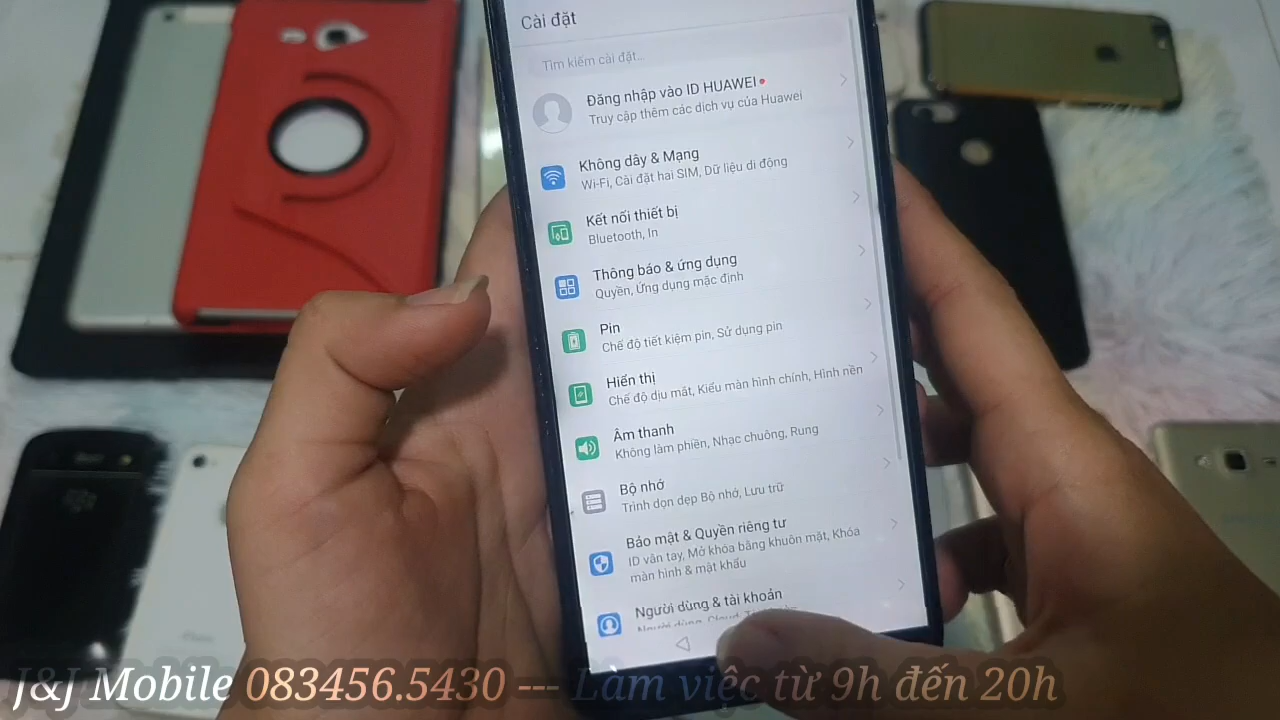 Cài đặt
Tìm kiếm cài đặt...
Đăng nhập vào ID HUAWEI
Truy cập thêm các dịch vụ của Huawei
Không dây & Mạng
Wi-Fi, Cài đặt hai SIM, Dữ liệu di động
Kết nối thiết bị
Bluetooth, In
Thông báo & ứng dụng
Quyền, Ứng dụng mặc định
Pin
Chế độ tiết kiệm pin, Sử dụng pin
Hiển thị
Chế độ dịu mắt, Kiểu màn hình chính, Hình nền
Âm thanh
Không làm phiền, Nhạc chuông, Rung
Bộ nhớ
Trình dọn dẹp Bộ nhớ, Lưu trữ
Bảo mật & Quyền riêng tư
ID vân tay, Mở khóa bằng khuôn mặt, Khóa
màn hình & mật khẩu
Người dùng & tài khoản
J&J Mobile 083456.5430 --- Làm việc từ 9h đến 20h